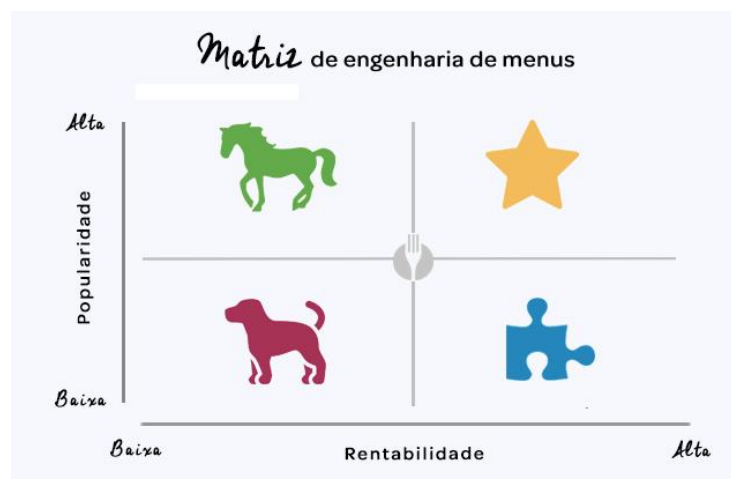 Matriz de engenharia de menus
Alta
Popularidade
Baixa
Baixa
Rentabilidade
Alta